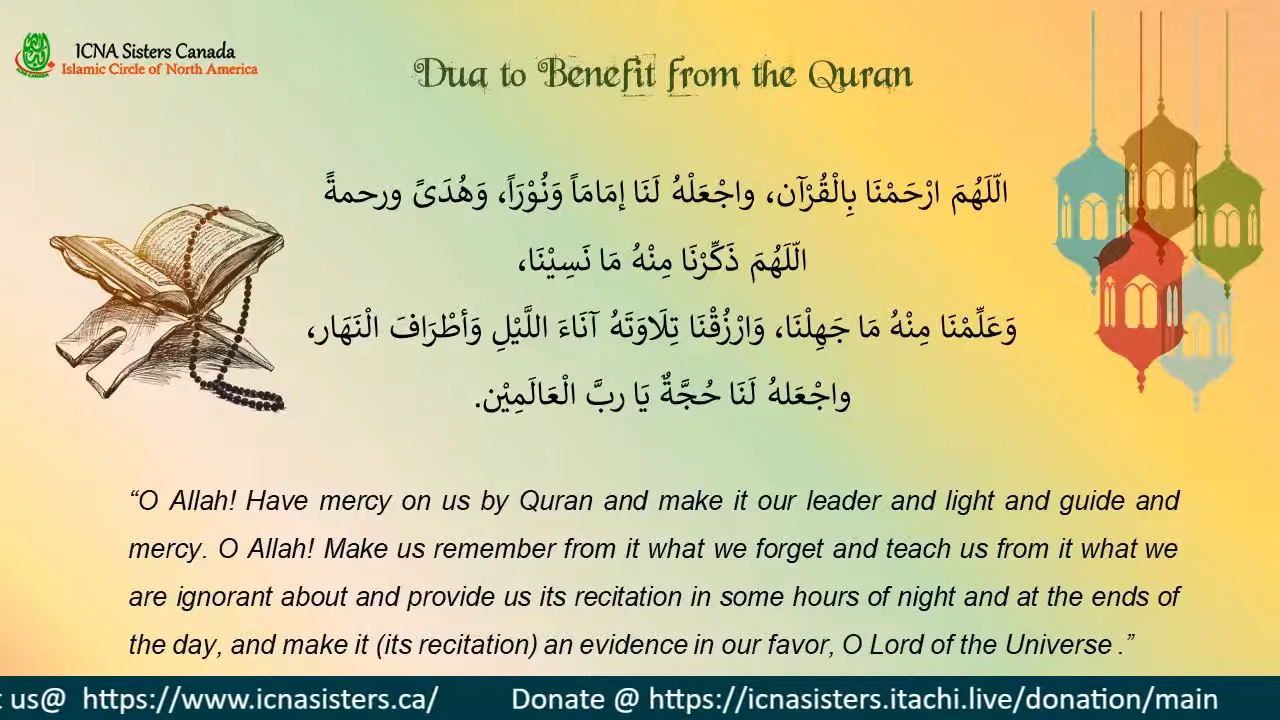 ICNA Sisters Canada
Islamic Circle of North America
Dua to Benefit from the Quran
الّلَهُمَ ارْحَمْنَا بِالْقُرْآن، واجْعَلْهُ لَنَا إمَامَاً وَنُوْرَاً، وَهُدَىً ورحمةً
الّلَهُمَ ذَكِّرْنَا مِنْهُ مَا نَسِيْنَا،
وَعَلِّمْنَا مِنْهُ مَا جَهِلْنَا، وَارْزُقْنَا تِلَاوَتَهُ آنَاءَ اللَّيْلِ وَأطْرَافَ الْنَهَار،
واجْعَلهُ لَنَا حُجَّةٌ يَا ربَّ الْعَالَمِيْن.
“O Allah! Have mercy on us by Quran and make it our leader and light and guide and
mercy. O Allah! Make us remember from it what we forget and teach us from it what we
are ignorant about and provide us its recitation in some hours of night and at the ends of
the day, and make it (its recitation) an evidence in our favor, O Lord of the Universe .”
us@ https://www.icnasisters.ca/ Donate @ https://icnasisters.itachi.live/donation/main